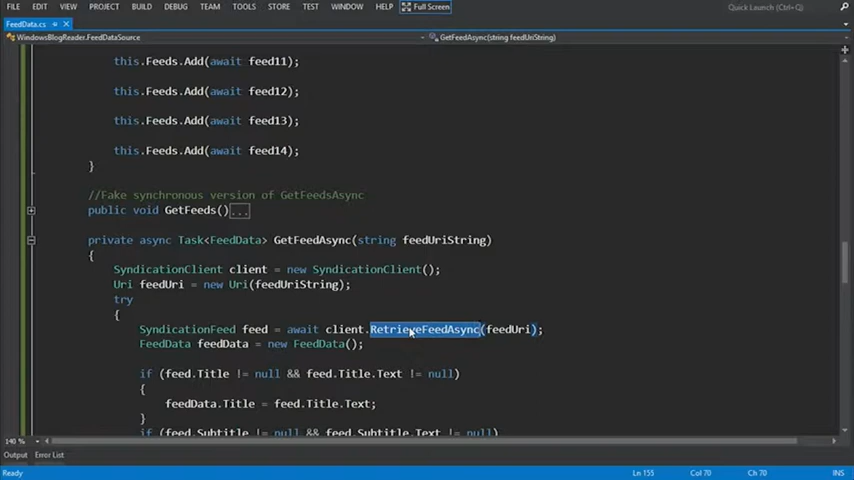 FILE EDIT VIEW PROJECT BUILD DEBUG TEAM TOOLS STORE TEST WINDOW HELP Full Screen Quick Launch (Ctrl+Q)
FeedData.cs
WindowsBlogReader.FeedDataSource GetFeedAsync(string feedUriString)
this.Feeds.Add(await feed11);
this.Feeds.Add(await feed12);
this.Feeds.Add(await feed13);
this.Feeds.Add(await feed14);
}
//Fake synchronous version of GetFeedsAsync
public void GetFeeds()...
private async Task<FeedData> GetFeedAsync(string feedUriString)
{
SyndicationClient client = new SyndicationClient();
Uri feedUri = new Uri(feedUriString);
try
{
SyndicationFeed feed = await client.RetrieveFeedAsync(feedUri);
FeedData feedData = new FeedData();
if (feed.Title != null && feed.Title.Text != null)
{
feedData.Title = feed.Title.Text;
}
if (feed.Subtitle != null && feed.Subtitle.Text != null)
140 %
Output Error List
Ready Ln 155 Col 70 Ch 70